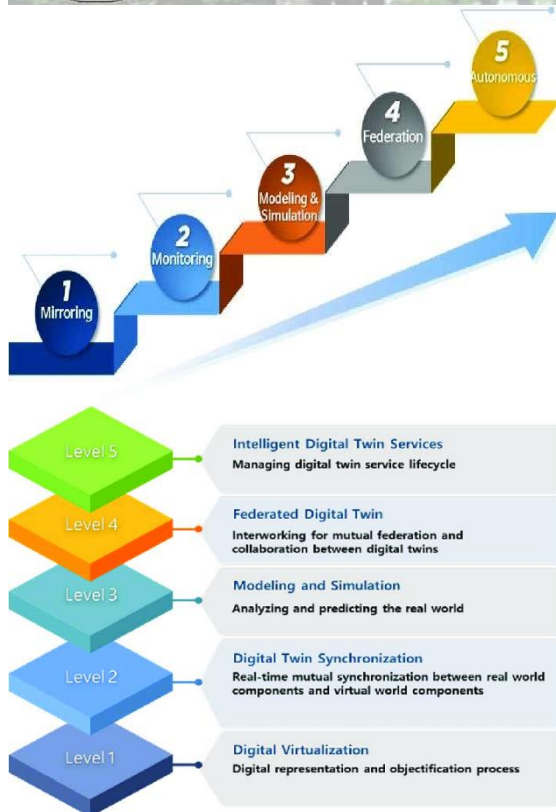 5
Autonomous
4
Federation
3
Modeling &
Simulation
2
Monitoring
1
Mirroring
Level 5
Intelligent Digital Twin Services
Managing digital twin service lifecycle
Level 4
Federated Digital Twin
Interworking for mutual federation and
collaboration between digital twins
Level 3
Modeling and Simulation
Analyzing and predicting the real world
Level 2
Digital Twin Synchronization
Real-time mutual synchronization between real world
components and virtual world components
Level 1
Digital Virtualization
Digital representation and objectification process